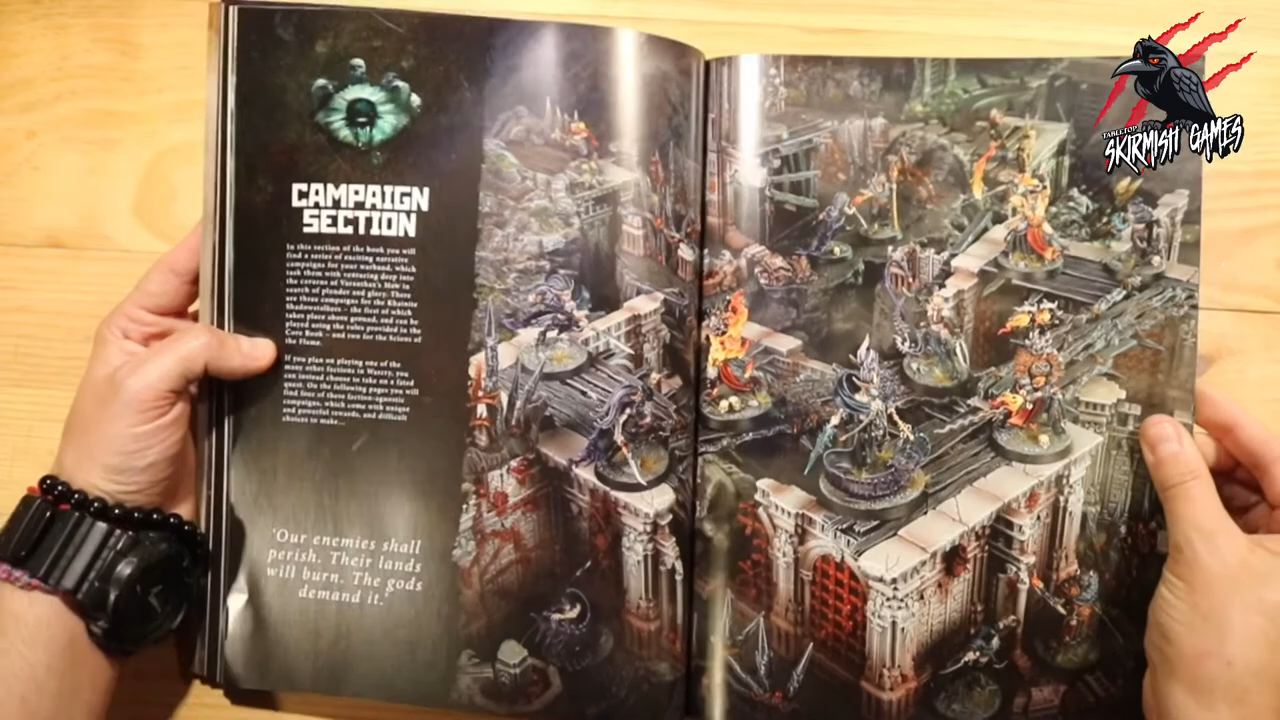 CAMPAIGN
SECTION
In this section of the book you will
find a series of exciting narrative
campaigns for your warband, which
task them with venturing deep into
the caverns of Varanthax's Maw in
search of plunder and glory. There
are three campaigns for the Khainite
Shadowstalkers – the first of which
takes place above ground, and can be
played using the rules provided in the
Core Book – and two for the Scions of
the Flame.
If you plan on playing one of the
many other factions in Warcry, you
can instead choose to take on a fated
quest. On the following pages you will
find four of these faction-agnostic
campaigns, which come with unique
and powerful rewards, and difficult
choices to make...
'Our enemies shall
perish. Their lands
will burn. The gods
demand it.'
TABLETOP
SKIRMISH GAMES